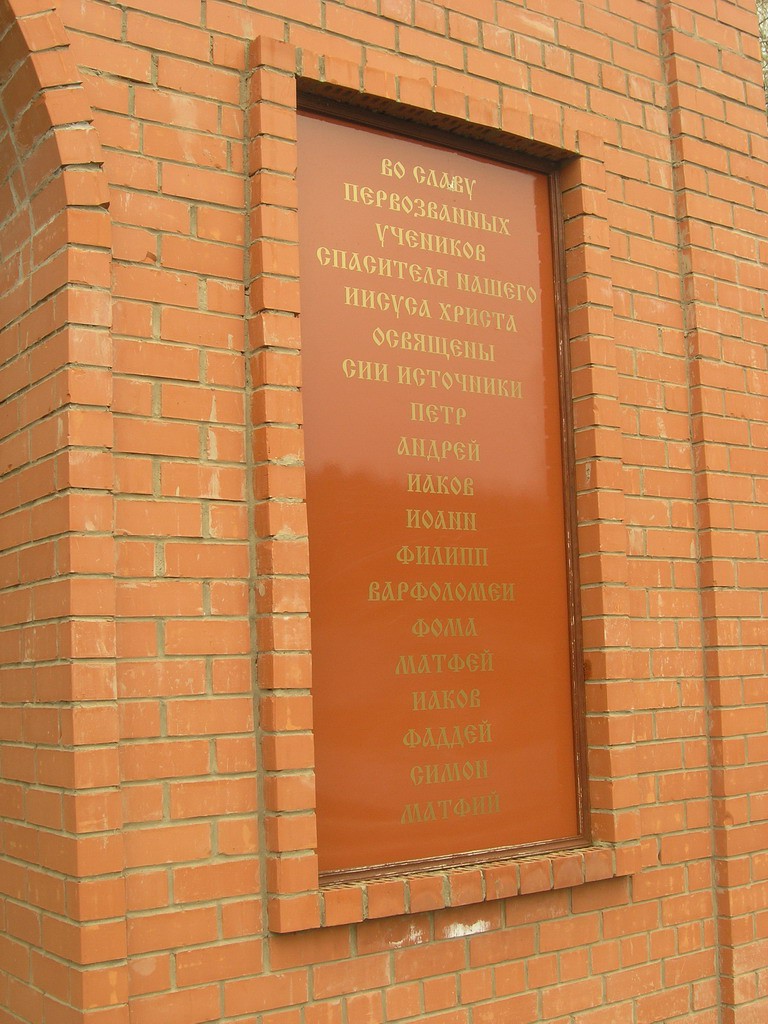 ВО СЛАВУ
ПЕРВОЗВАННЫХ
УЧЕНИКОВ
СПАСИТЕЛЯ НАШЕГО
ИИСУСА ХРИСТА
ОСВЯЩЕНЫ
СИИ ИСТОЧНИКИ
ПЕТР
АНДРЕЙ
ИАКОВ
ИОАНН
ФИЛИПП
ВАРФОЛОМЕИ
ФОМА
МАТФЕЙ
ИАКОВ
ФАДДЕЙ
СИМОН
МАТФИЙ